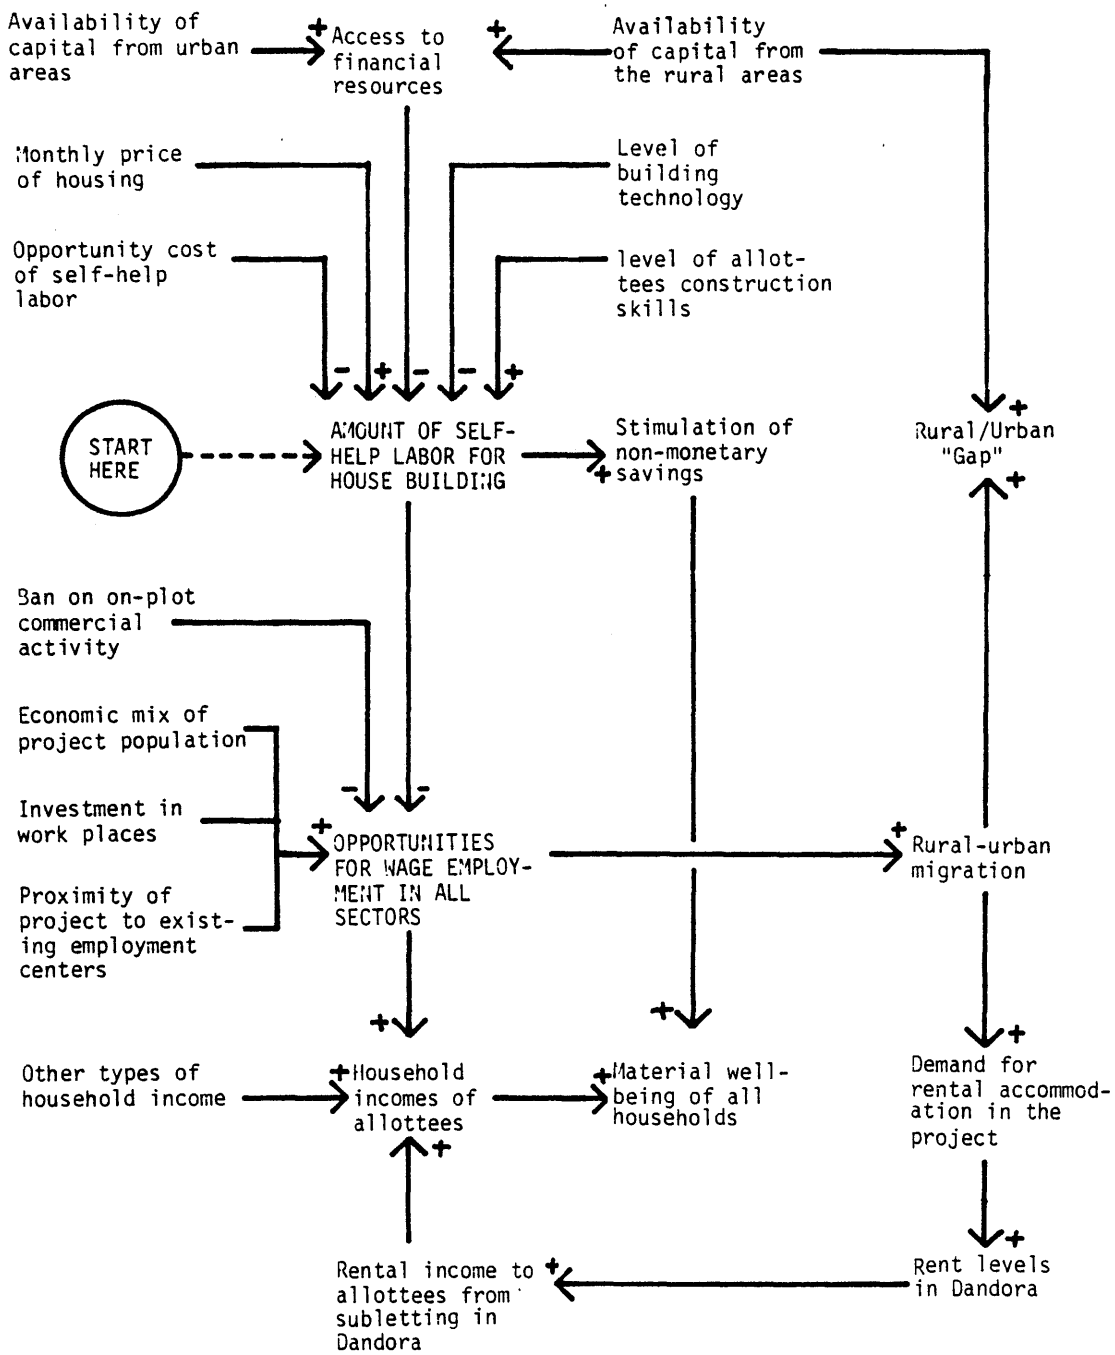 Availability of
capital from urban
areas
+
Access to
financial
resources
+
Availability
of capital from
the rural areas
Monthly price
of housing
Level of
building
technology
Opportunity cost
of self-help
labor
level of allot-
tees construction
skills
- + - - +
START
HERE
AMOUNT OF SELF-
HELP LABOR FOR
HOUSE BUILDING
+
Stimulation of
non-monetary
savings
+
Rural/Urban
"Gap"
+
Ban on on-plot
commercial
activity
Economic mix of
project population
Investment in
work places
Proximity of
project to exist-
ing employment
centers
- -
+
OPPORTUNITIES
FOR WAGE EMPLOY-
MENT IN ALL
SECTORS
+
Rural-urban
migration
+
+
+
Other types of
household income
+
Household
incomes of
allottees
+
+
Material well-
being of all
households
Demand for
rental accommod-
ation in the
project
+
Rental income to
allottees from
subletting in
Dandora
+
Rent levels
in Dandora